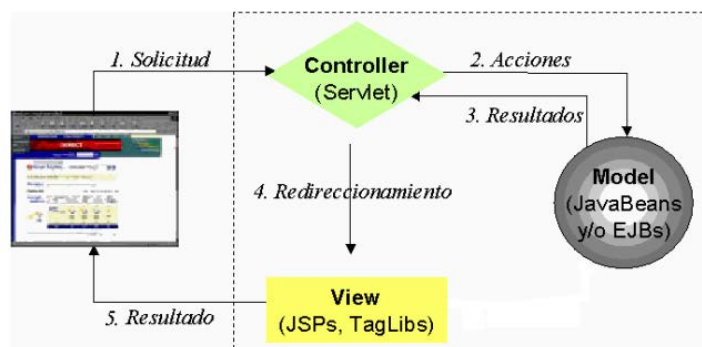 1. Solicitud
Controller
(Servlet)
2. Acciones
3. Resultados
Model
(JavaBeans
y/o EJBs)
4. Redireccionamiento
View
(JSPs, TagLibs)
5. Resultado